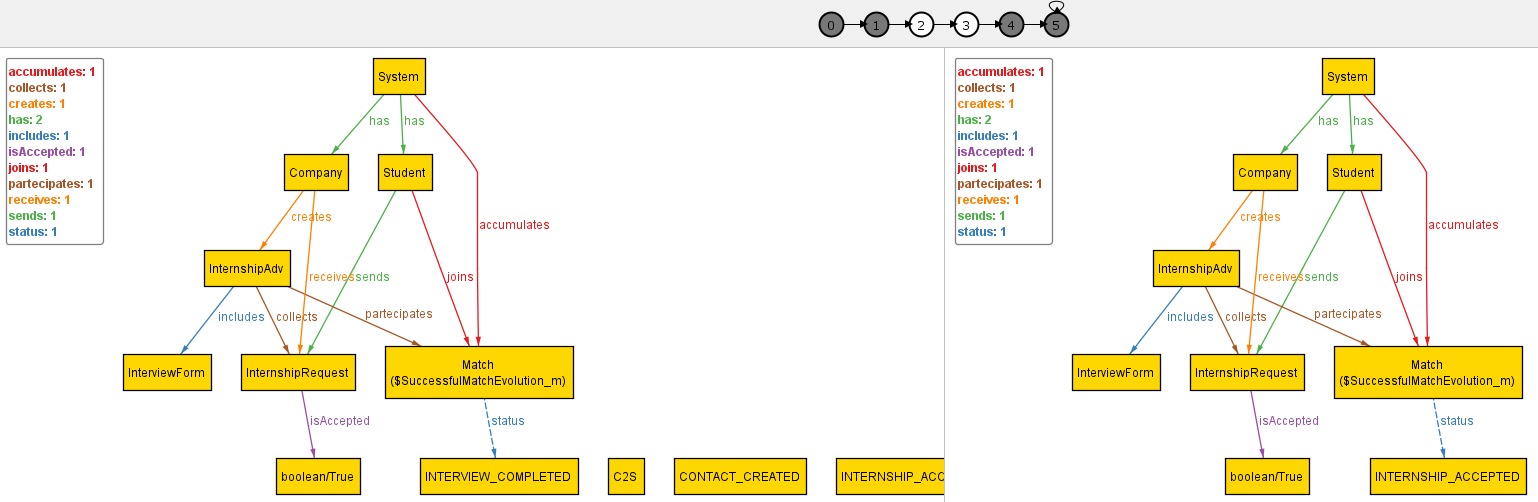 0 1 2 3 4 5
accumulates: 1
collects: 1
creates: 1
has: 2
includes: 1
isAccepted: 1
joins: 1
partecipates: 1
receives: 1
sends: 1
status: 1
System
has has
Company Student
creates
accumulates
InternshipAdv
receives sends joins
includes collects partecipates
InterviewForm InternshipRequest Match
($SuccessfulMatchEvolution_m)
isAccepted status
boolean/True INTERVIEW_COMPLETED C2S CONTACT_CREATED INTERNSHIP_ACC
accumulates: 1
collects: 1
creates: 1
has: 2
includes: 1
isAccepted: 1
joins: 1
partecipates: 1
receives: 1
sends: 1
status: 1
System
has has
Company Student
creates
accumulates
InternshipAdv
receives sends joins
includes collects partecipates
InterviewForm InternshipRequest Match
($SuccessfulMatchEvolution_m)
isAccepted status
boolean/True INTERNSHIP_ACCEPTED